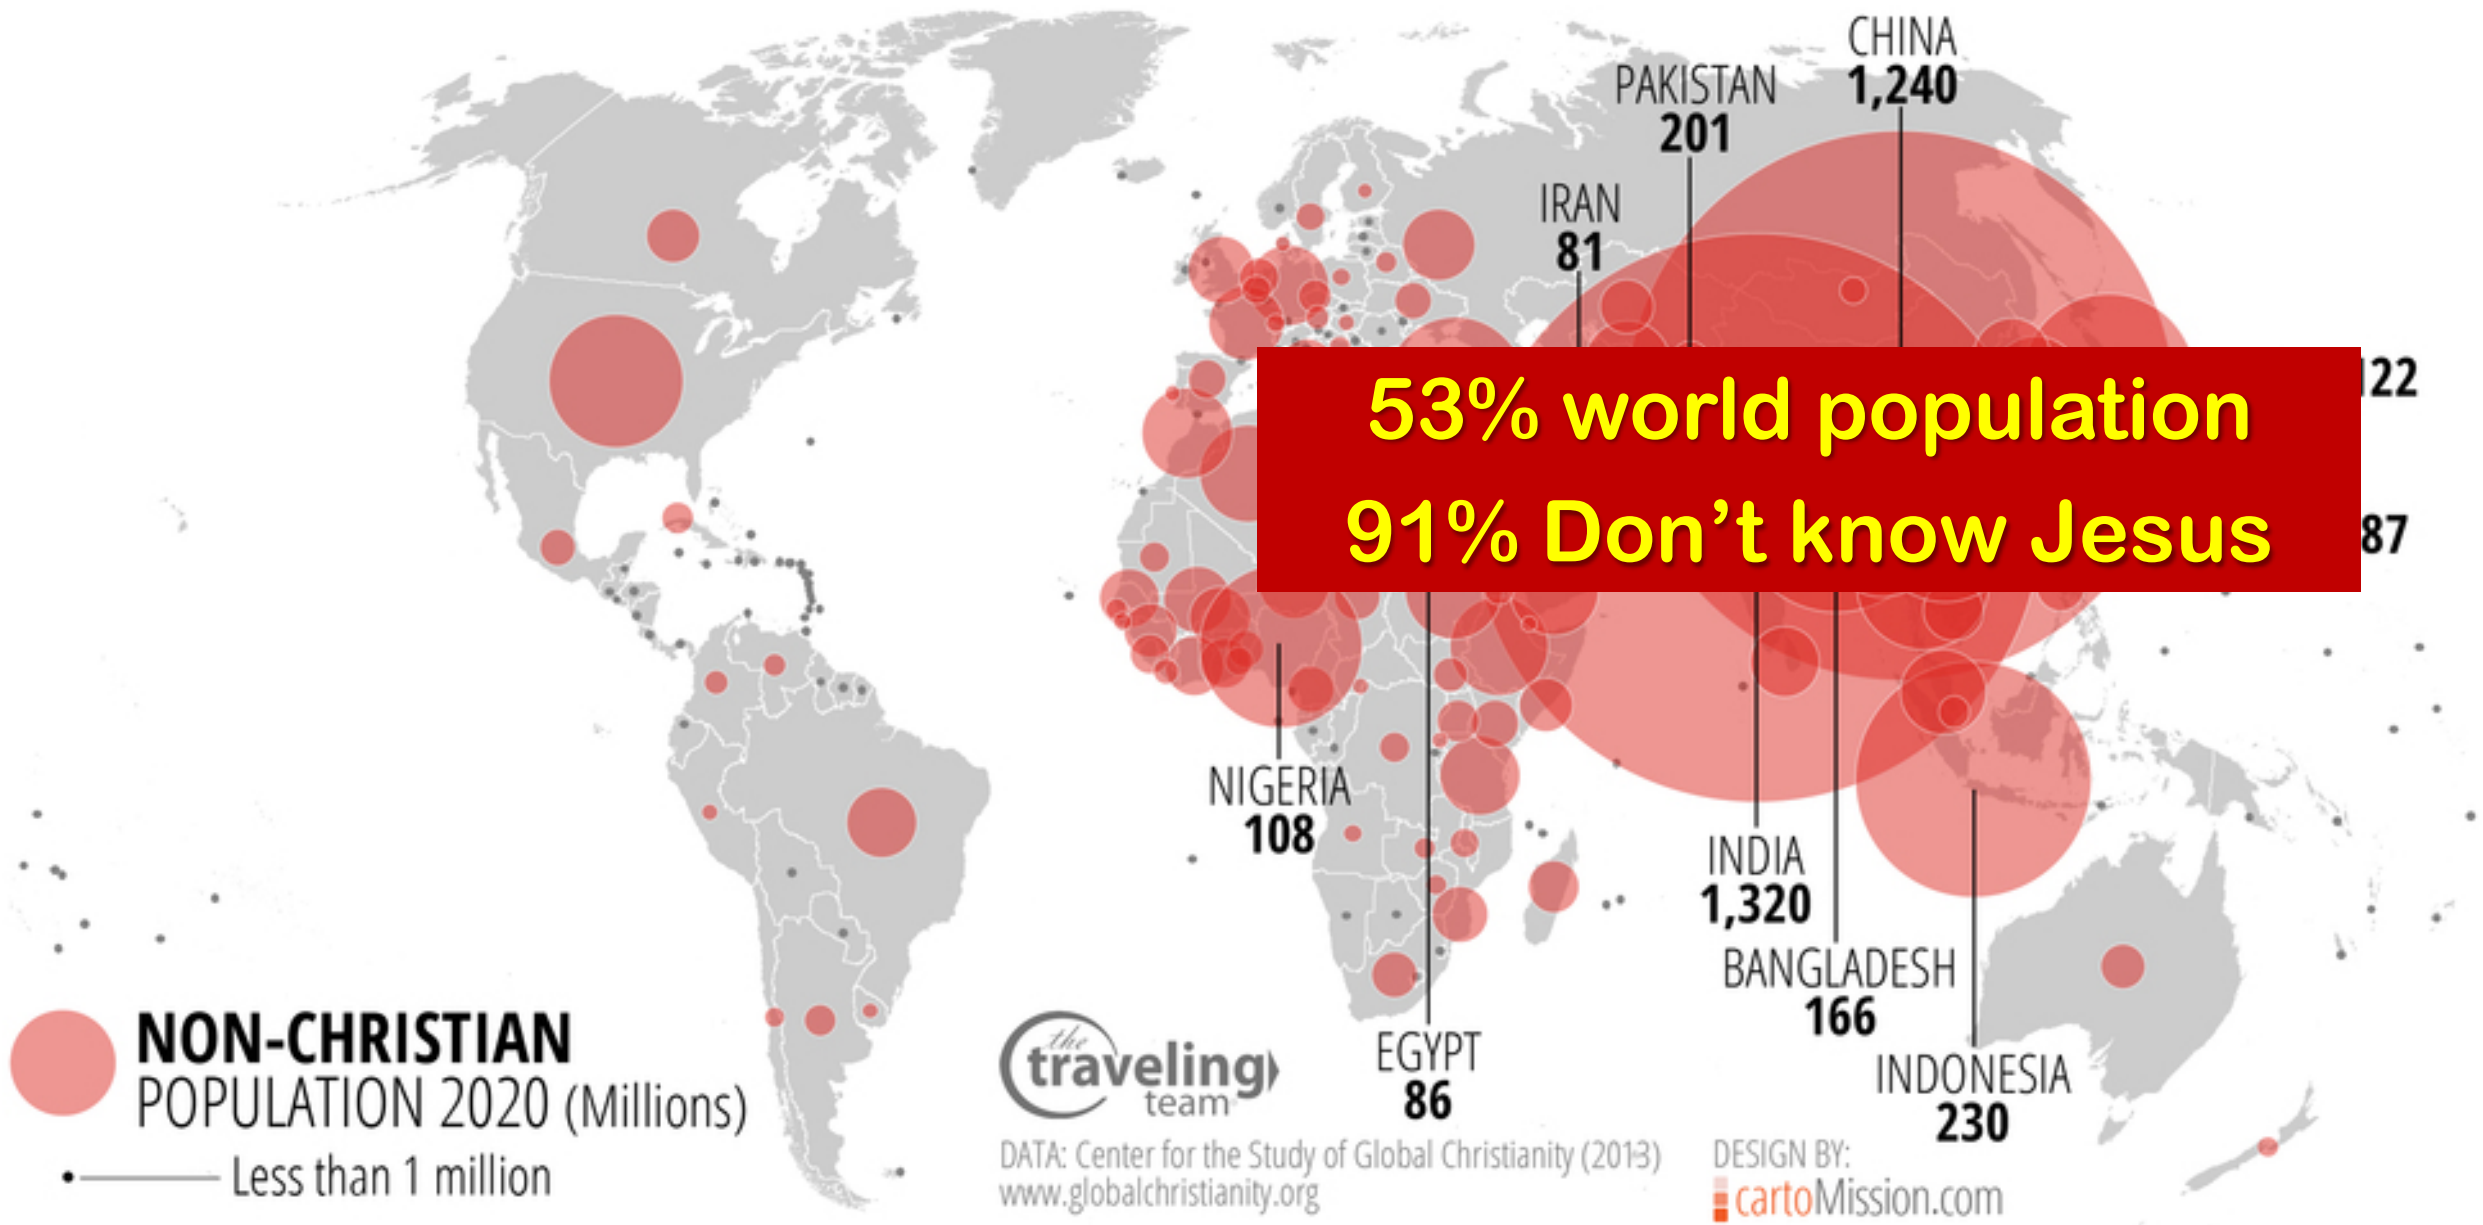 CHINA
1,240
PAKISTAN
201
IRAN
81
122
53% world population
91% Don't know Jesus
87
NIGERIA
108
INDIA
1,320
BANGLADESH
166
EGYPT
86
INDONESIA
230
NON-CHRISTIAN
POPULATION 2020 (Millions)
Less than 1 million
the
traveling
team
DATA: Center for the Study of Global Christianity (2013)
www.globalchristianity.org
DESIGN BY:
cartoMission.com